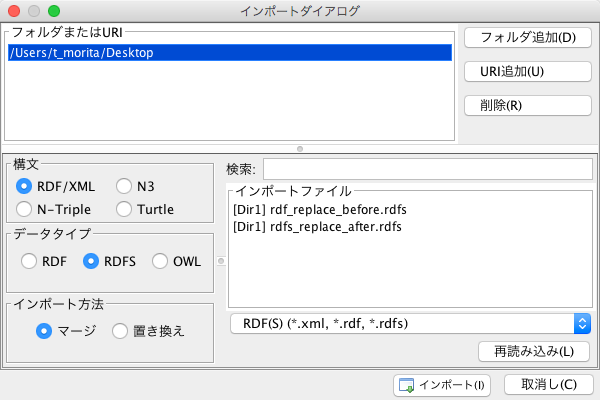 インポートダイアログ
フォルダまたはURI
/Users/t_morita/Desktop
フォルダ追加(D)
URI追加(U)
削除(R)
構文
RDF/XML
N3
N-Triple
Turtle
データタイプ
RDF
RDFS
OWL
インポート方法
マージ
置き換え
検索:
インポートファイル
[Dir1] rdf_replace_before.rdfs
[Dir1] rdfs_replace_after.rdfs
RDF(S) (*.xml, *.rdf, *.rdfs)
再読み込み(L)
インポート(I)
取消し(C)